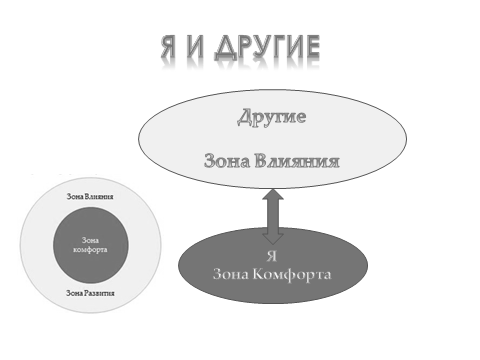 Я И ДРУГИЕ
Другие
Зона Влияния
Зона Влияния
Зона
комфорта
Зона Развития
Я
Зона Комфорта